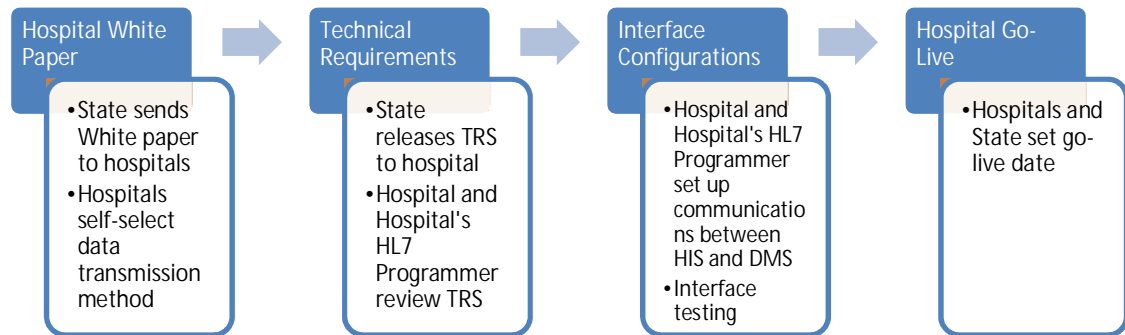 Hospital White
Paper
•State sends
White paper
to hospitals
•Hospitals
self-select
data
transmission
method
Technical
Requirements
•State
releases TRS
to hospital
•Hospital and
Hospital's
HL7
Programmer
review TRS
Interface
Configurations
•Hospital and
Hospital's HL7
Programmer
set up
communicatio
ns between
HIS and DMS
•Interface
testing
Hospital Go-
Live
•Hospitals and
State set go-
live date